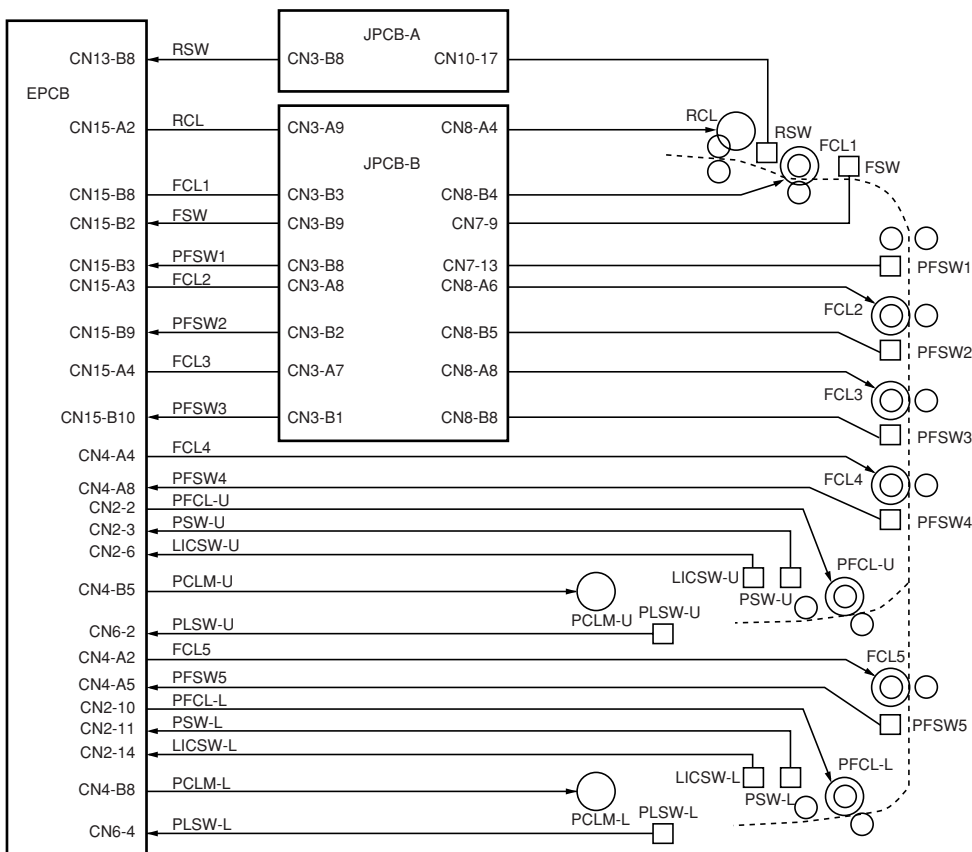 JPCB-A
CN13-B8 RSW CN3-B8 CN10-17
EPCB
RCL
CN15-A2 RCL CN3-A9 CN8-A4
RSW
FCL1
JPCB-B
FSW
CN15-B8 FCL1 CN3-B3 CN8-B4
CN15-B2 FSW CN3-B9 CN7-9
CN15-B3 PFSW1 CN3-B8 CN7-13 PFSW1
CN15-A3 FCL2 CN3-A8 CN8-A6
FCL2
CN15-B9 PFSW2 CN3-B2 CN8-B5
PFSW2
CN15-A4 FCL3 CN3-A7 CN8-A8
FCL3
CN15-B10 PFSW3 CN3-B1 CN8-B8
PFSW3
CN4-A4 FCL4
FCL4
CN4-A8 PFSW4
CN2-2 PFCL-U
PFSW4
CN2-3 PSW-U
CN2-6 LICSW-U
PFCL-U
LICSW-U
CN4-B5 PCLM-U
PSW-U
PCLM-U PLSW-U
CN6-2 PLSW-U
CN4-A2 FCL5
FCL5
CN4-A5 PFSW5
CN2-10 PFCL-L
PFSW5
CN2-11 PSW-L
CN2-14 LICSW-L
PFCL-L
LICSW-L
CN4-B8 PCLM-L
PSW-L
PCLM-L PLSW-L
CN6-4 PLSW-L